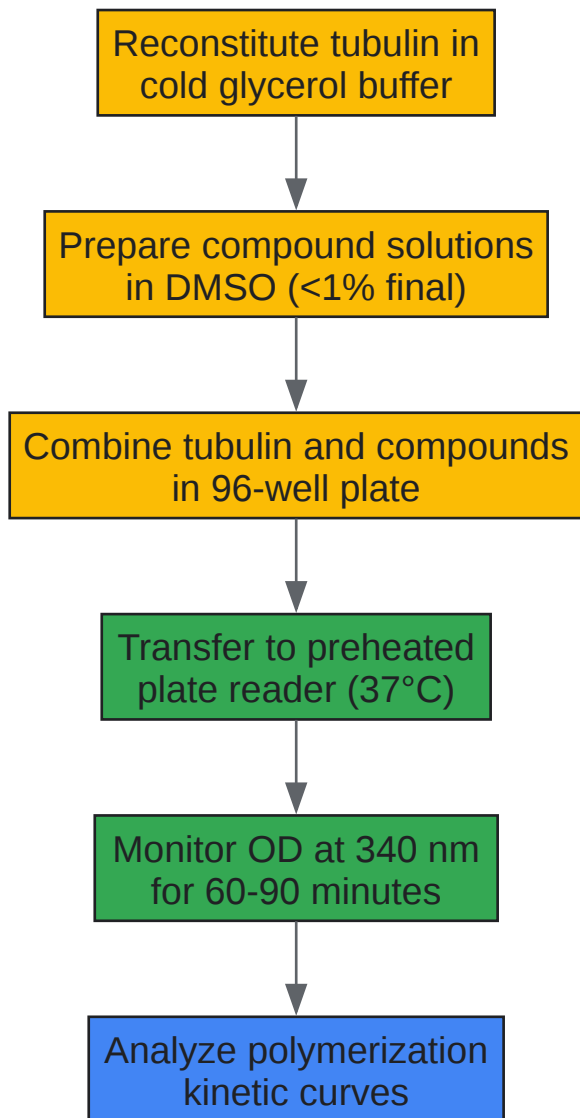 Reconstitute tubulin in
cold glycerol buffer
Prepare compound solutions
in DMSO (<1% final)
Combine tubulin and compounds
in 96-well plate
Transfer to preheated
plate reader (37°C)
Monitor OD at 340 nm
for 60-90 minutes
Analyze polymerization
kinetic curves